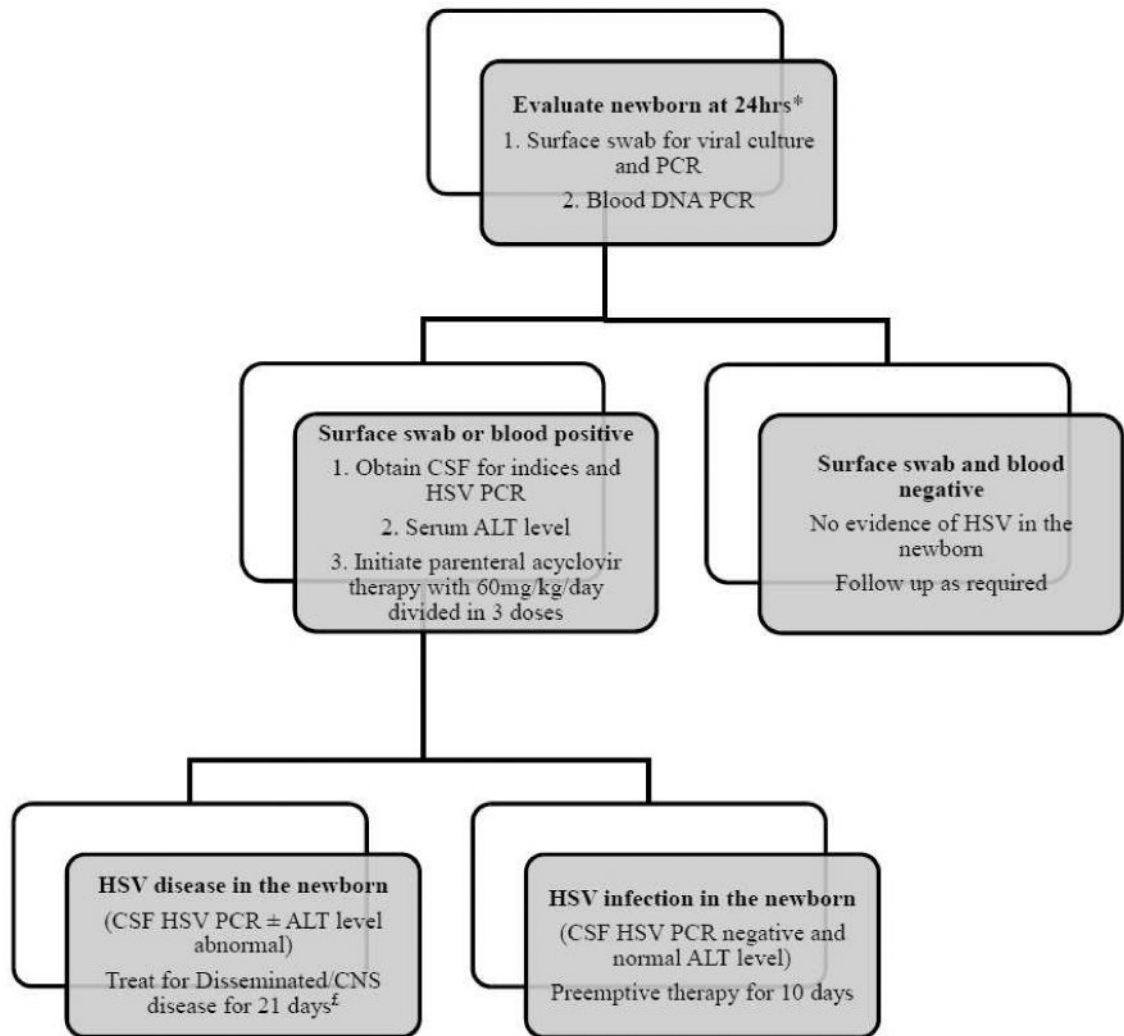 Evaluate newborn at 24hrs*
1. Surface swab for viral culture
and PCR
2. Blood DNA PCR
Surface swab or blood positive
1. Obtain CSF for indices and
HSV PCR
2. Serum ALT level
3. Initiate parenteral acyclovir
therapy with 60mg/kg/day
divided in 3 doses
Surface swab and blood
negative
No evidence of HSV in the
newborn
Follow up as required
HSV disease in the newborn
(CSF HSV PCR ± ALT level
abnormal)
Treat for Disseminated/CNS
disease for 21 days£
HSV infection in the newborn
(CSF HSV PCR negative and
normal ALT level)
Preemptive therapy for 10 days